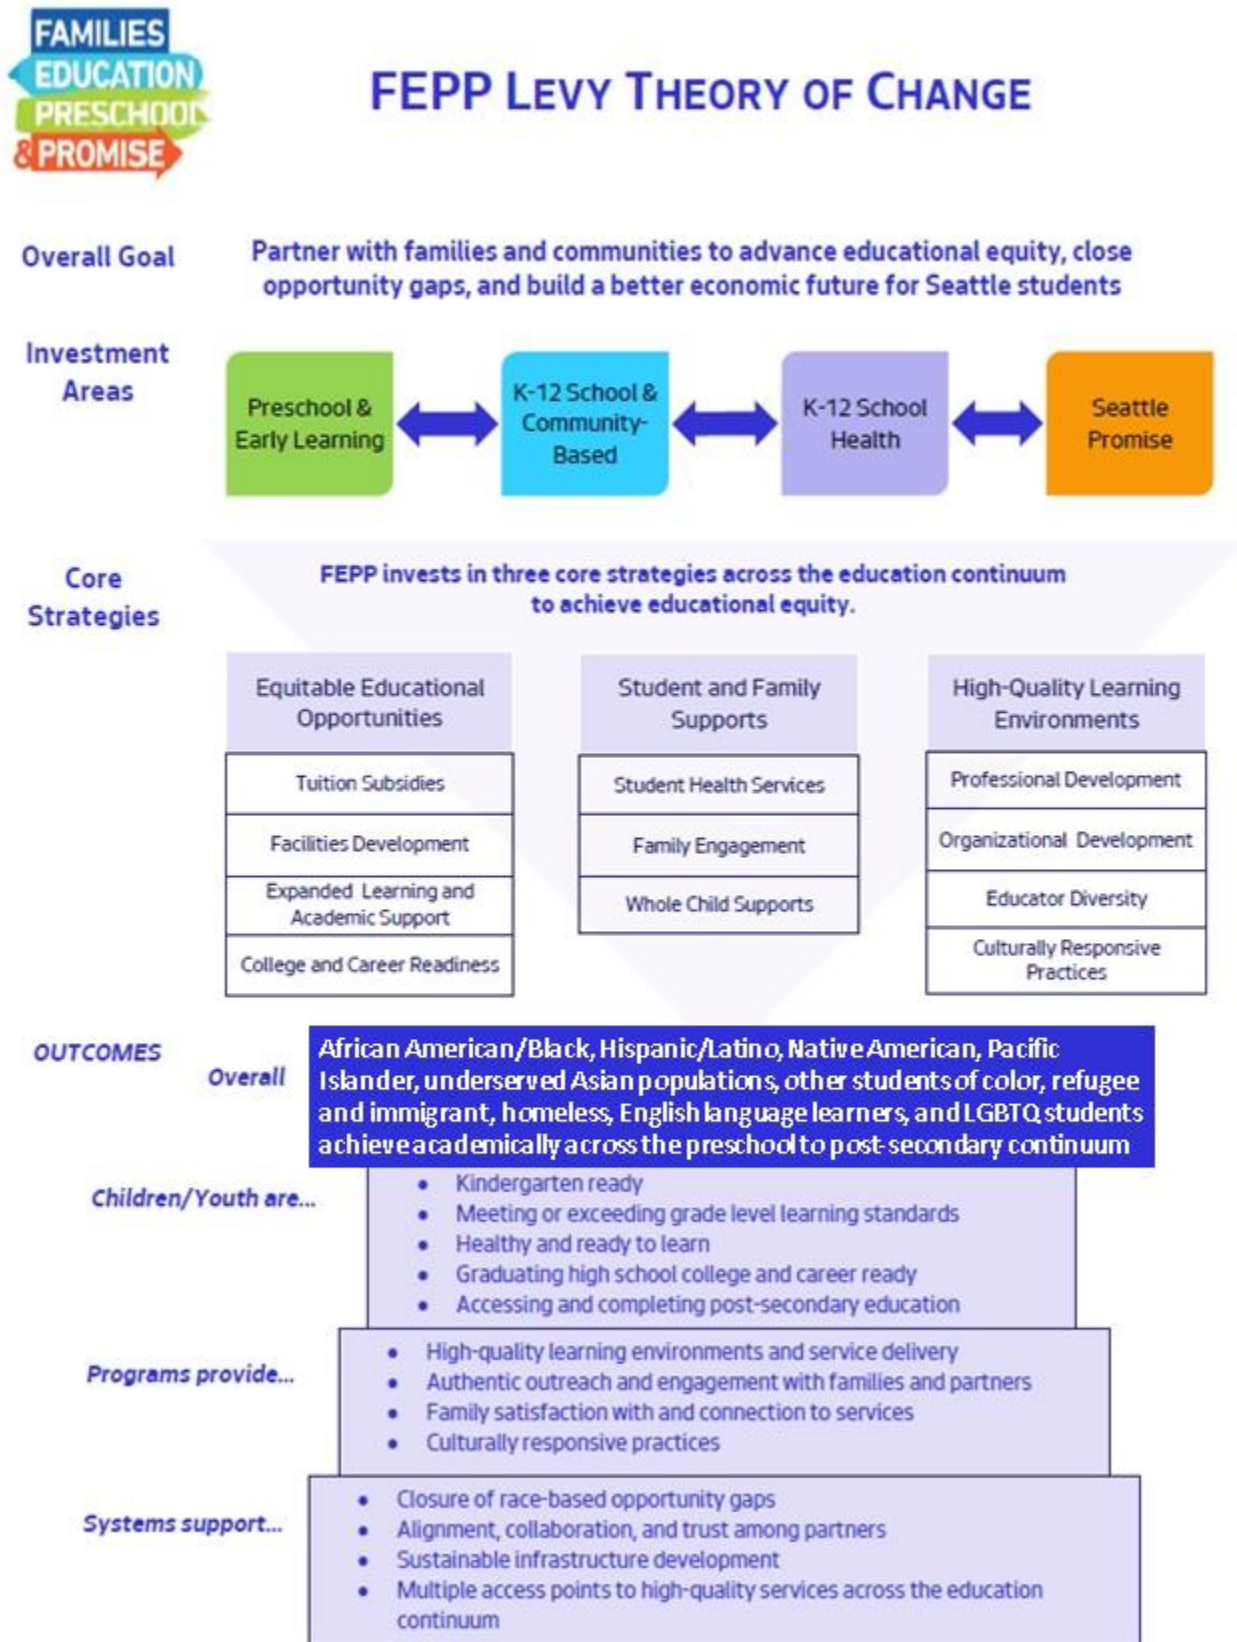 FAMILIES
EDUCATION
PRESCHOOL
& PROMISE
FEPP LEVY THEORY OF CHANGE
Overall Goal
Partner with families and communities to advance educational equity, close
opportunity gaps, and build a better economic future for Seattle students
Investment
Areas
Preschool &
Early Learning
K-12 School &
Community-
Based
K-12 School
Health
Seattle
Promise
Core
Strategies
FEPP invests in three core strategies across the education continuum
to achieve educational equity.
Equitable Educational
Opportunities
Tuition Subsidies
Facilities Development
Expanded Learning and
Academic Support
College and Career Readiness
Student and Family
Supports
Student Health Services
Family Engagement
Whole Child Supports
High-Quality Learning
Environments
Professional Development
Organizational Development
Educator Diversity
Culturally Responsive
Practices
OUTCOMES
Overall
African American/Black, Hispanic/Latino, Native American, Pacific
Islander, underserved Asian populations, other students of color, refugee
and immigrant, homeless, English language learners, and LGBTQ students
achieve academically across the preschool to post-secondary continuum
Children/Youth are...
• Kindergarten ready
• Meeting or exceeding grade level learning standards
• Healthy and ready to learn
• Graduating high school college and career ready
• Accessing and completing post-secondary education
Programs provide...
• High-quality learning environments and service delivery
• Authentic outreach and engagement with families and partners
• Family satisfaction with and connection to services
• Culturally responsive practices
Systems support...
• Closure of race-based opportunity gaps
• Alignment, collaboration, and trust among partners
• Sustainable infrastructure development
• Multiple access points to high-quality services across the education
continuum